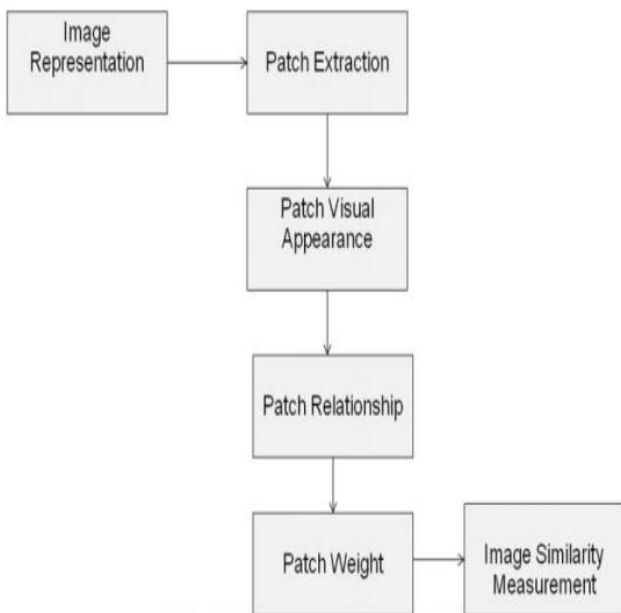 Image
Representation
Patch Extraction
Patch Visual
Appearance
Patch Relationship
Patch Weight
Image Similarity
Measurement